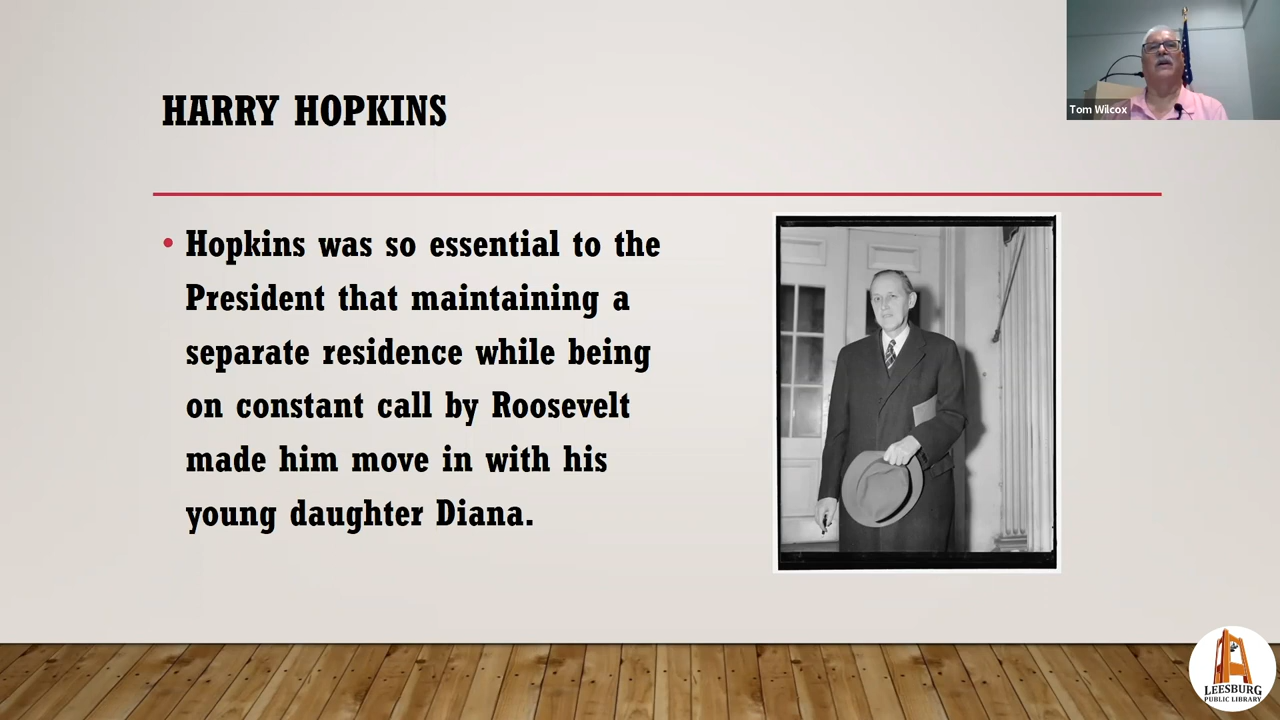 HARRY HOPKINS
Tom Wilcox
• Hopkins was so essential to the
President that maintaining a
separate residence while being
on constant call by Roosevelt
made him move in with his
young daughter Diana.
LEESBURG
PUBLIC LIBRARY